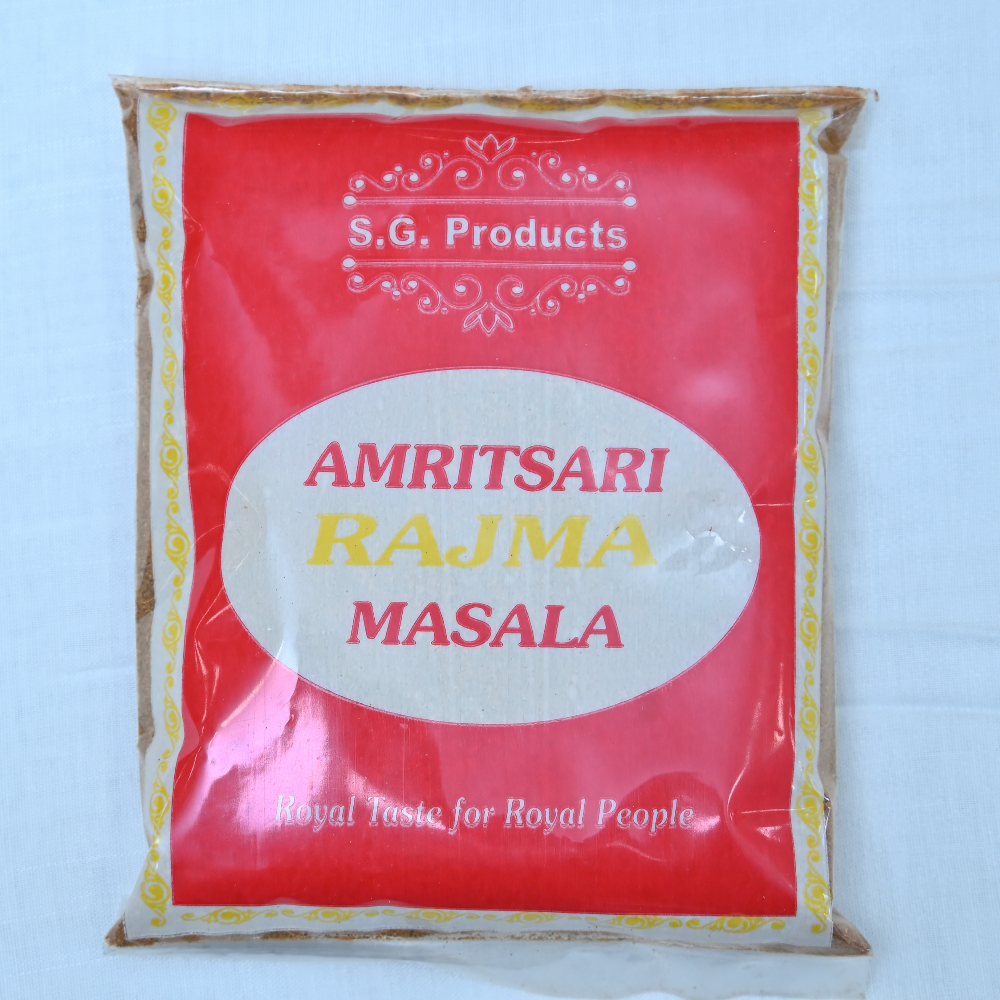 S.G. Products
AMRITSARI
RAJMA
MASALA
Royal Taste for Royal People